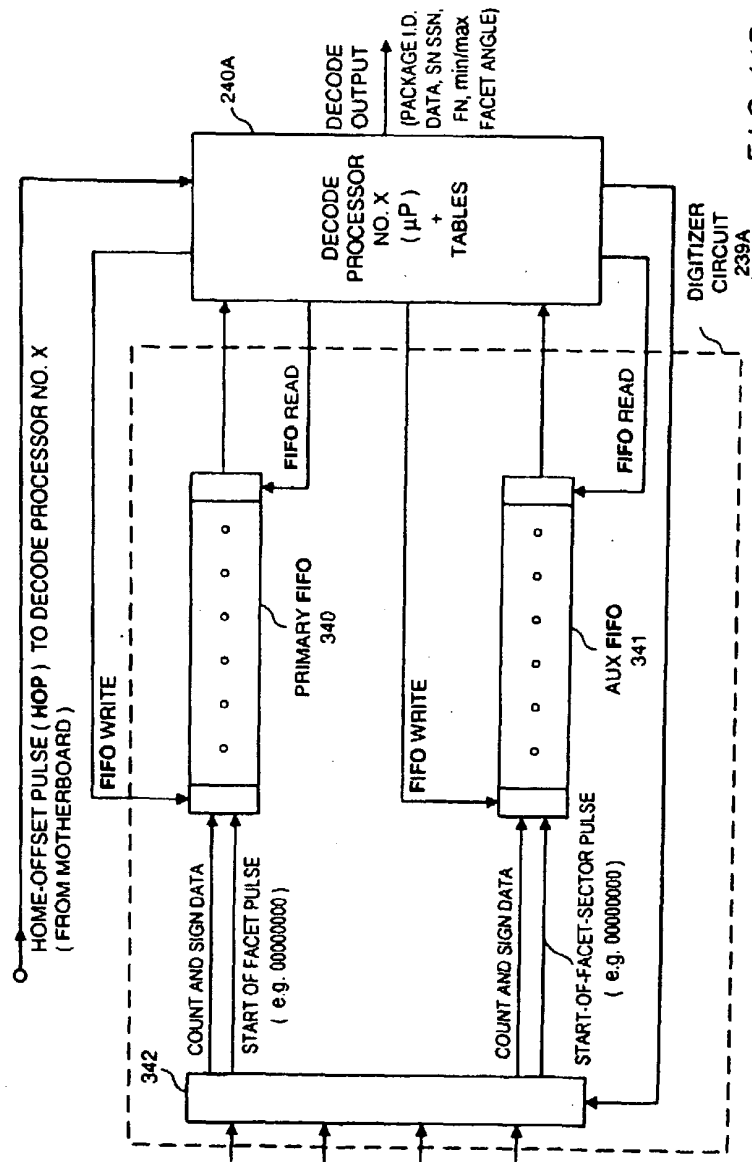 HOME-OFFSET PULSE ( HOP ) TO DECODE PROCESSOR NO. X
( FROM MOTHERBOARD )
240A
DECODE
OUTPUT
(PACKAGE I.D.
DATA, SN SSN,
FN, min/max
FACET ANGLE)
DECODE
PROCESSOR
NO. X
( µP )
+
TABLES
FIFO WRITE
FIFO READ
PRIMARY FIFO
340
342
COUNT AND SIGN DATA
START OF FACET PULSE
( e.g. 00000000 )
FIFO WRITE
FIFO READ
AUX FIFO
341
COUNT AND SIGN DATA
START-OF-FACET-SECTOR PULSE
( e.g. 00000000 )
DIGITIZER
CIRCUIT
239A